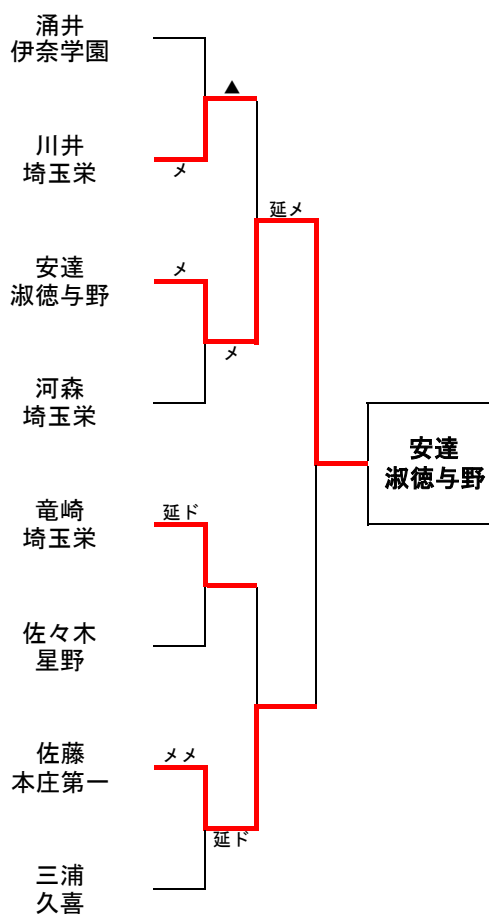 涌井
伊奈学園
▲
川井
埼玉栄
メ
延メ
安達
淑徳与野
メ
メ
河森
埼玉栄
安達
淑徳与野
竜崎
埼玉栄
延ド
佐々木
星野
佐藤
本庄第一
メメ
延ド
三浦
久喜